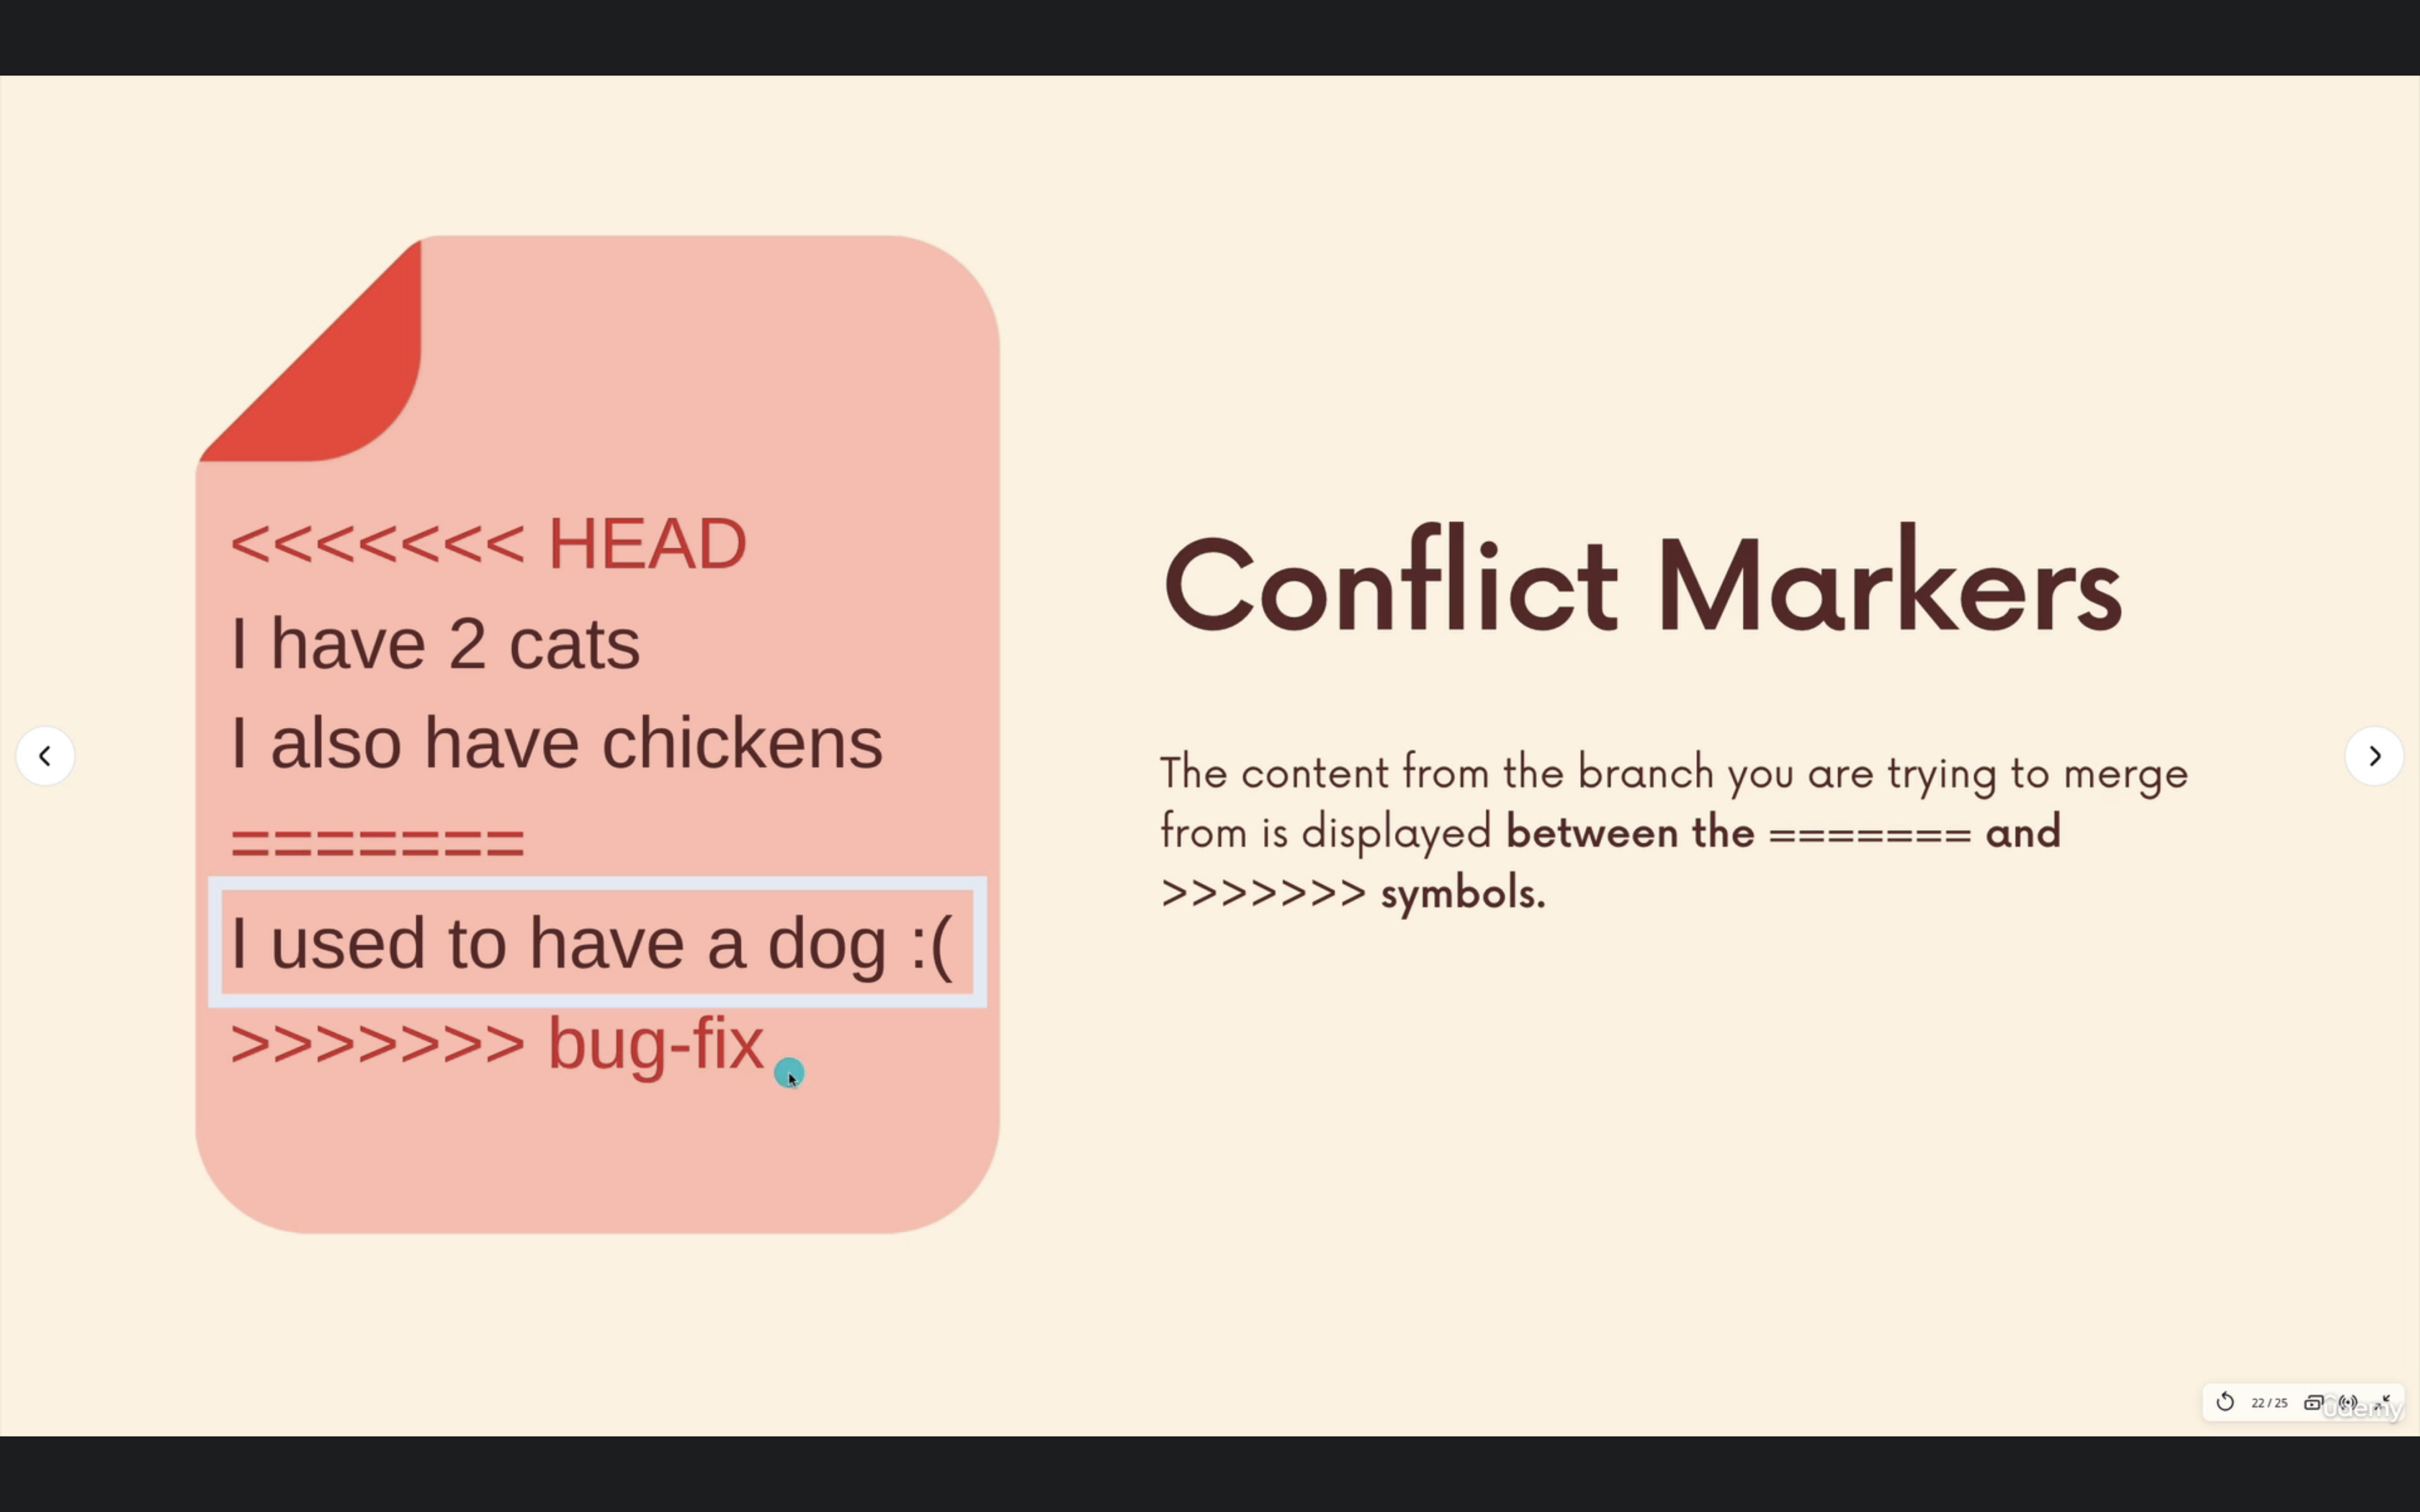 <<<<<<< HEAD
I have 2 cats
I also have chickens
=======
I used to have a dog :(
>>>>>>> bug-fix
Conflict Markers
The content from the branch you are trying to merge
from is displayed between the ======= and
>>>>>>> symbols.
22 / 25
Udemy